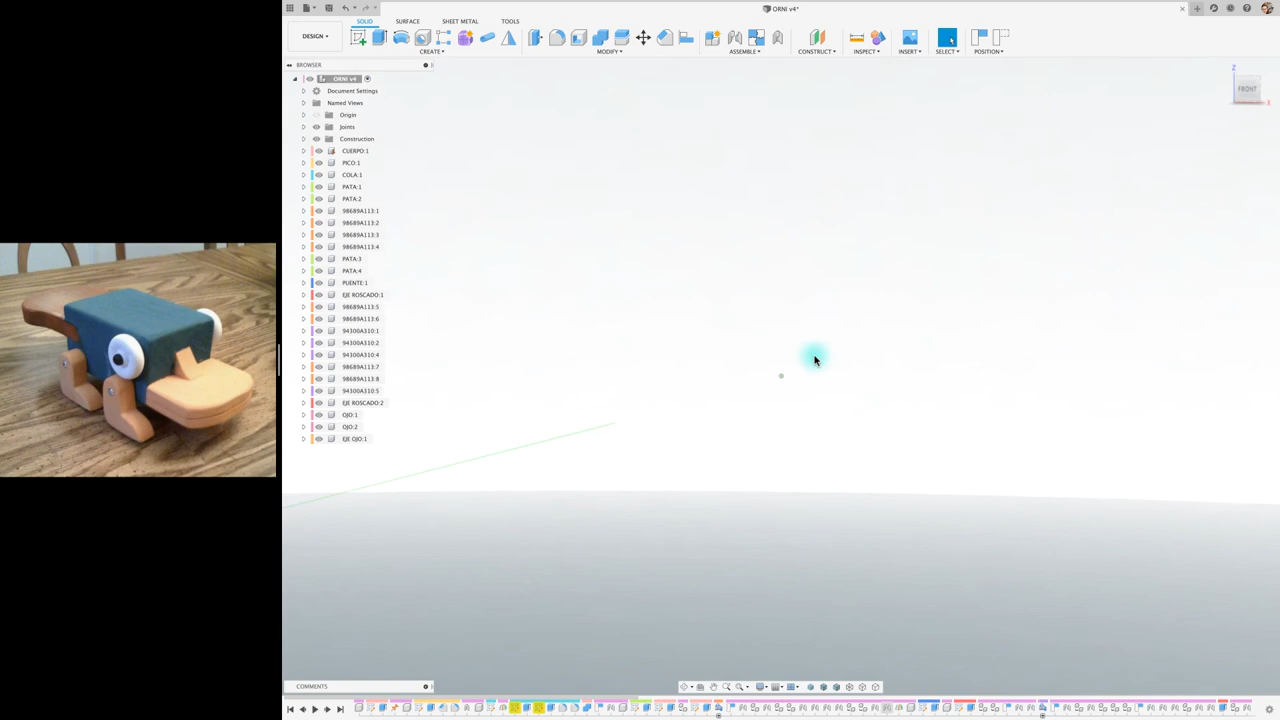 ORNI v4*
DESIGN
SOLID
SURFACE
SHEET METAL
TOOLS
CREATE
MODIFY
ASSEMBLE
CONSTRUCT
INSPECT
INSERT
SELECT
POSITION
BROWSER
ORNI v4
Document Settings
Named Views
Origin
Joints
Construction
CUERPO:1
PICO:1
COLA:1
PATA:1
PATA:2
98689A113:1
98689A113:2
98689A113:3
98689A113:4
PATA:3
PATA:4
PUENTE:1
EJE ROSCADO:1
98689A113:5
98689A113:6
94300A310:1
94300A310:2
94300A310:4
98689A113:7
98689A113:8
94300A310:5
EJE ROSCADO:2
OJO:1
OJO:2
EJE OJO:1
Z
FRONT
X
COMMENTS